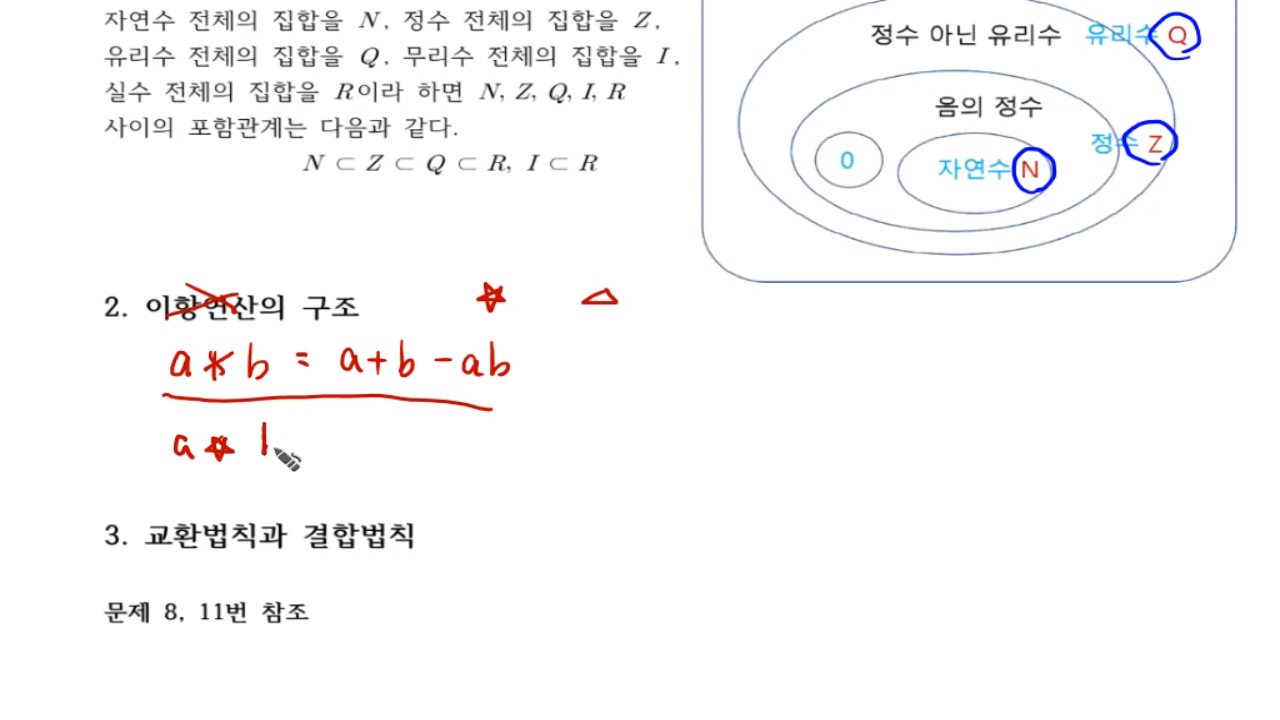 자연수 전체의 집합을 N, 정수 전체의 집합을 Z,
유리수 전체의 집합을 Q, 무리수 전체의 집합을 I,
실수 전체의 집합을 R이라 하면 N, Z, Q, I, R
사이의 포함관계는 다음과 같다.
N ⊂ Z ⊂ Q ⊂ R, I ⊂ R
정수 아닌 유리수 유리수 Q
음의 정수
정수 Z
0
자연수 N
2. 이항연산의 구조 ☆ △
a * b = a + b - ab
a ☆
3. 교환법칙과 결합법칙
문제 8, 11번 참조